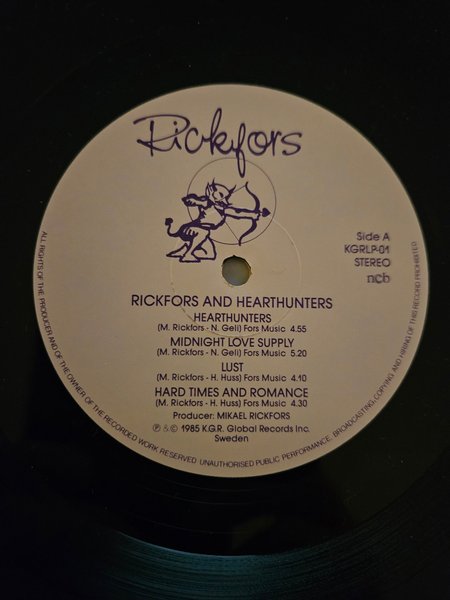 Rickfors
Side A
KGRLP-01
STEREO
ncb
RICKFORS AND HEARTHUNTERS
HEARTHUNTERS
(M. Rickfors - N. Geli) Fors Music 4.55
MIDNIGHT LOVE SUPPLY
(M. Rickfors - N. Geli) Fors Music 5.20
LUST
(M. Rickfors - H. Huss) Fors Music 4.10
HARD TIMES AND ROMANCE
(M. Rickfors - H. Huss) Fors Music 4.30
Producer: MIKAEL RICKFORS
℗ & © 1985 K.G.R. Global Records Inc.
Sweden
ALL RIGHTS OF THE PRODUCER AND OF THE OWNER OF THE RECORDED WORK RESERVED. UNAUTHORISED PUBLIC PERFORMANCE, BROADCASTING, COPYING AND HIRING OF THIS RECORD PROHIBITED